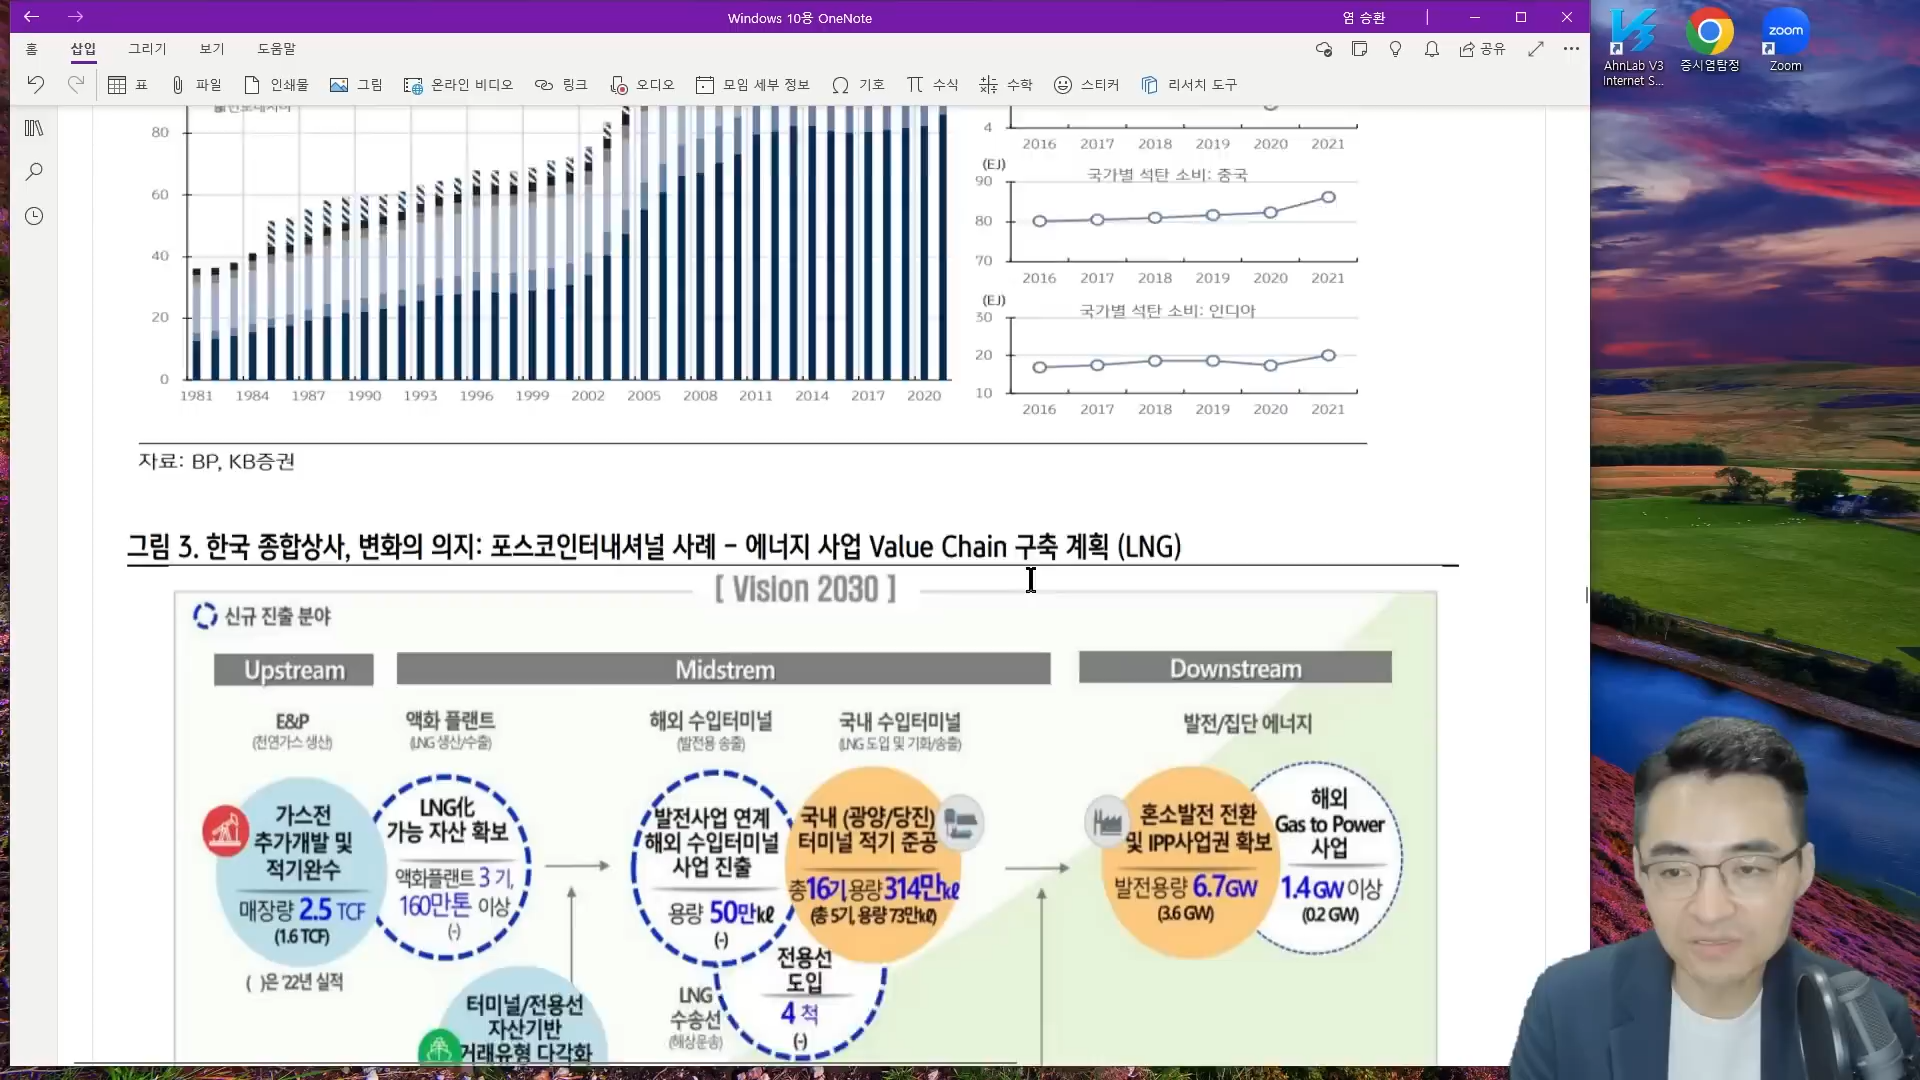 Windows 10용 OneNote
염 승환
홈 삽입 그리기 보기 도움말
공유
표 파일 인쇄물 그림 온라인 비디오 링크 오디오 모임 세부 정보 기호 수식 수학 스티커 리서치 도구
AhnLab V3
Internet S...
증시염탐정
Zoom
zoom
80
60
40
20
0
1981 1984 1987 1990 1993 1996 1999 2002 2005 2008 2011 2014 2017 2020
4
2016 2017 2018 2019 2020 2021
(EJ)
국가별 석탄 소비: 중국
90
80
70
2016 2017 2018 2019 2020 2021
(EJ)
국가별 석탄 소비: 인디아
30
20
10
2016 2017 2018 2019 2020 2021
자료: BP, KB증권
그림 3. 한국 종합상사, 변화의 의지: 포스코인터내셔널 사례 – 에너지 사업 Value Chain 구축 계획 (LNG)
[ Vision 2030 ]
신규 진출 분야
Upstream
Midstrem
Downstream
E&P
(천연가스 생산)
액화 플랜트
(LNG 생산/수출)
해외 수입터미널
(발전용 송출)
국내 수입터미널
(LNG 도입 및 기화/송출)
발전/집단 에너지
가스전
추가개발 및
적기완수
매장량 2.5 TCF
(1.6 TCF)
LNG化
가능 자산 확보
액화플랜트 3 기,
160만톤 이상
(-)
발전사업 연계
해외 수입터미널
사업 진출
용량 50만㎘
(-)
국내 (광양/당진)
터미널 적기 준공
총16기,용량314만㎘
(총 5기, 용량 73만㎘)
혼소발전 전환
및 IPP사업권 확보
발전용량 6.7GW
(3.6 GW)
해외
Gas to Power
사업
1.4GW 이상
(0.2 GW)
( )은 '22년 실적
터미널/전용선
자산기반
거래유형 다각화
LNG
수송선
(해상운송)
전용선
도입
4 척
(-)